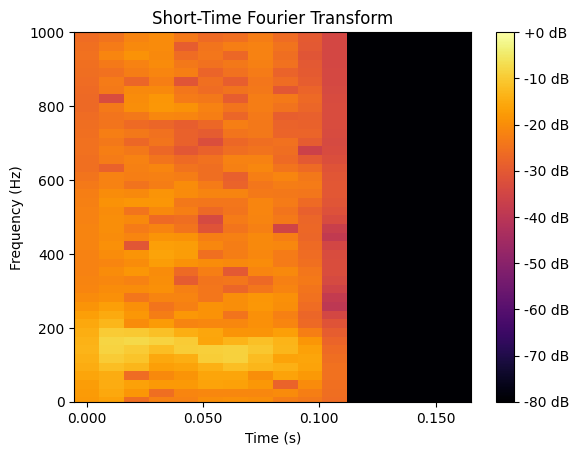 Short-Time Fourier Transform
1000
800
600
400
200
0
Frequency (Hz)
0.000
0.050
0.100
0.150
Time (s)
+0 dB
-10 dB
-20 dB
-30 dB
-40 dB
-50 dB
-60 dB
-70 dB
-80 dB